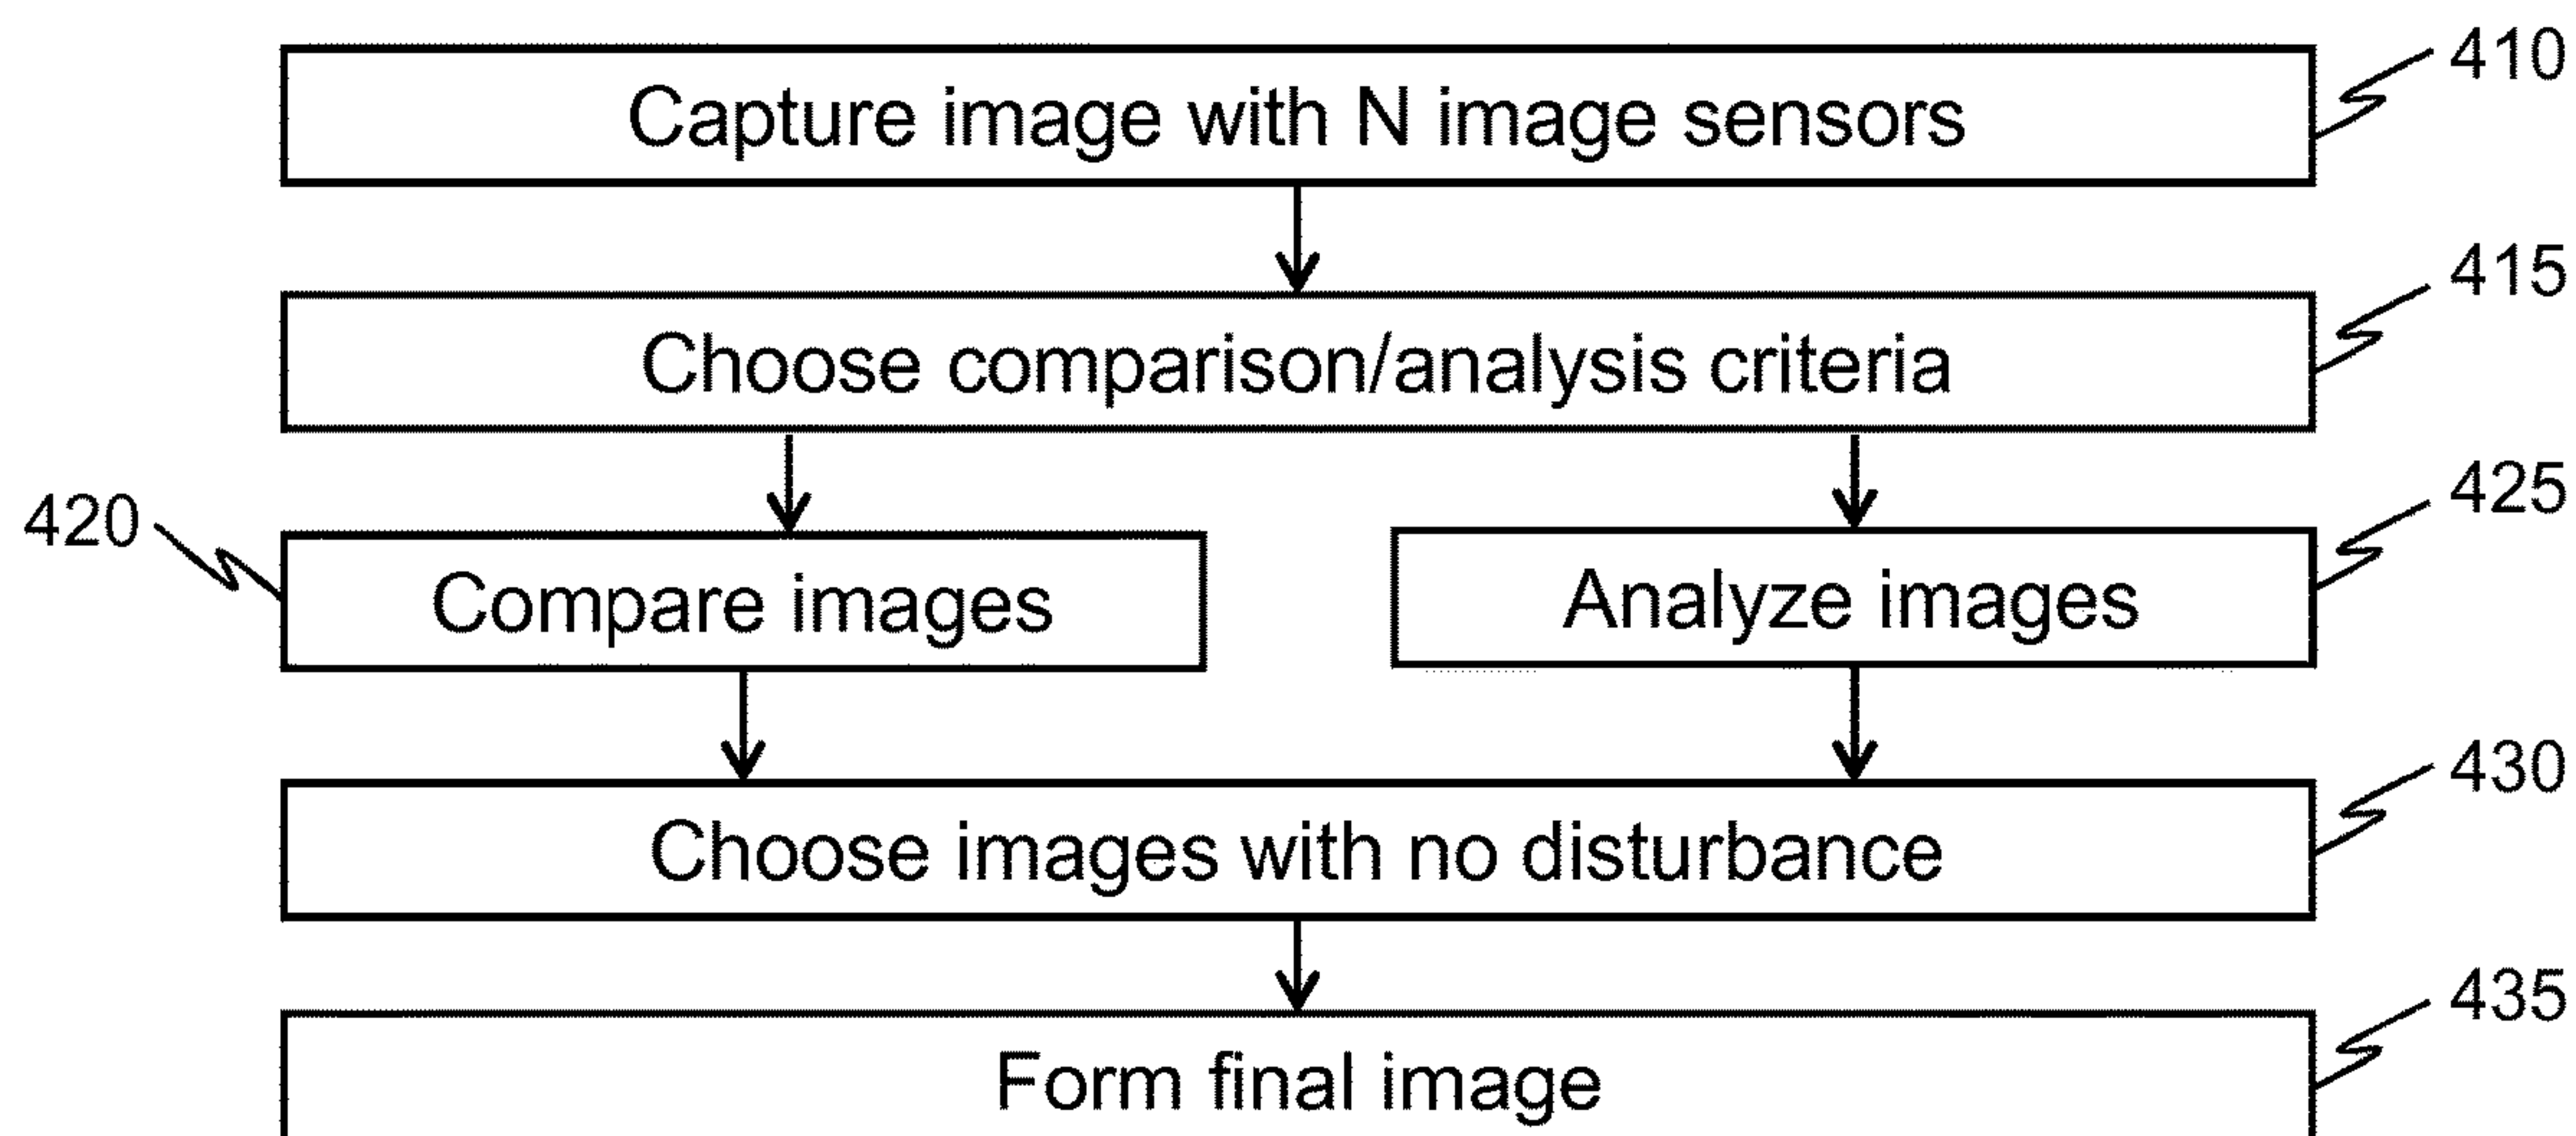 Capture image with N image sensors
410
Choose comparison/analysis criteria
415
420
Compare images
Analyze images
425
Choose images with no disturbance
430
Form final image
435